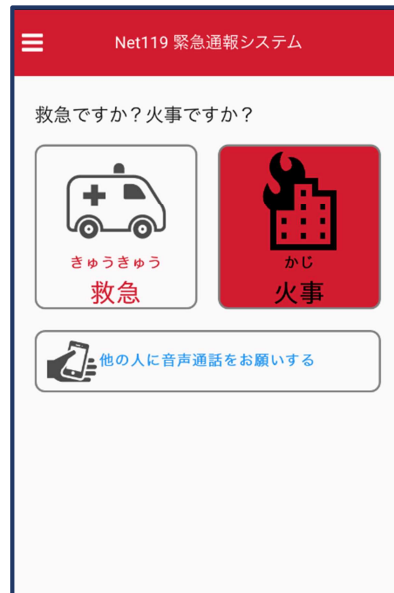 Net119 緊急通報システム
救急ですか？火事ですか？
きゅうきゅう
救急
かじ
火事
他の人に音声通話をお願いする